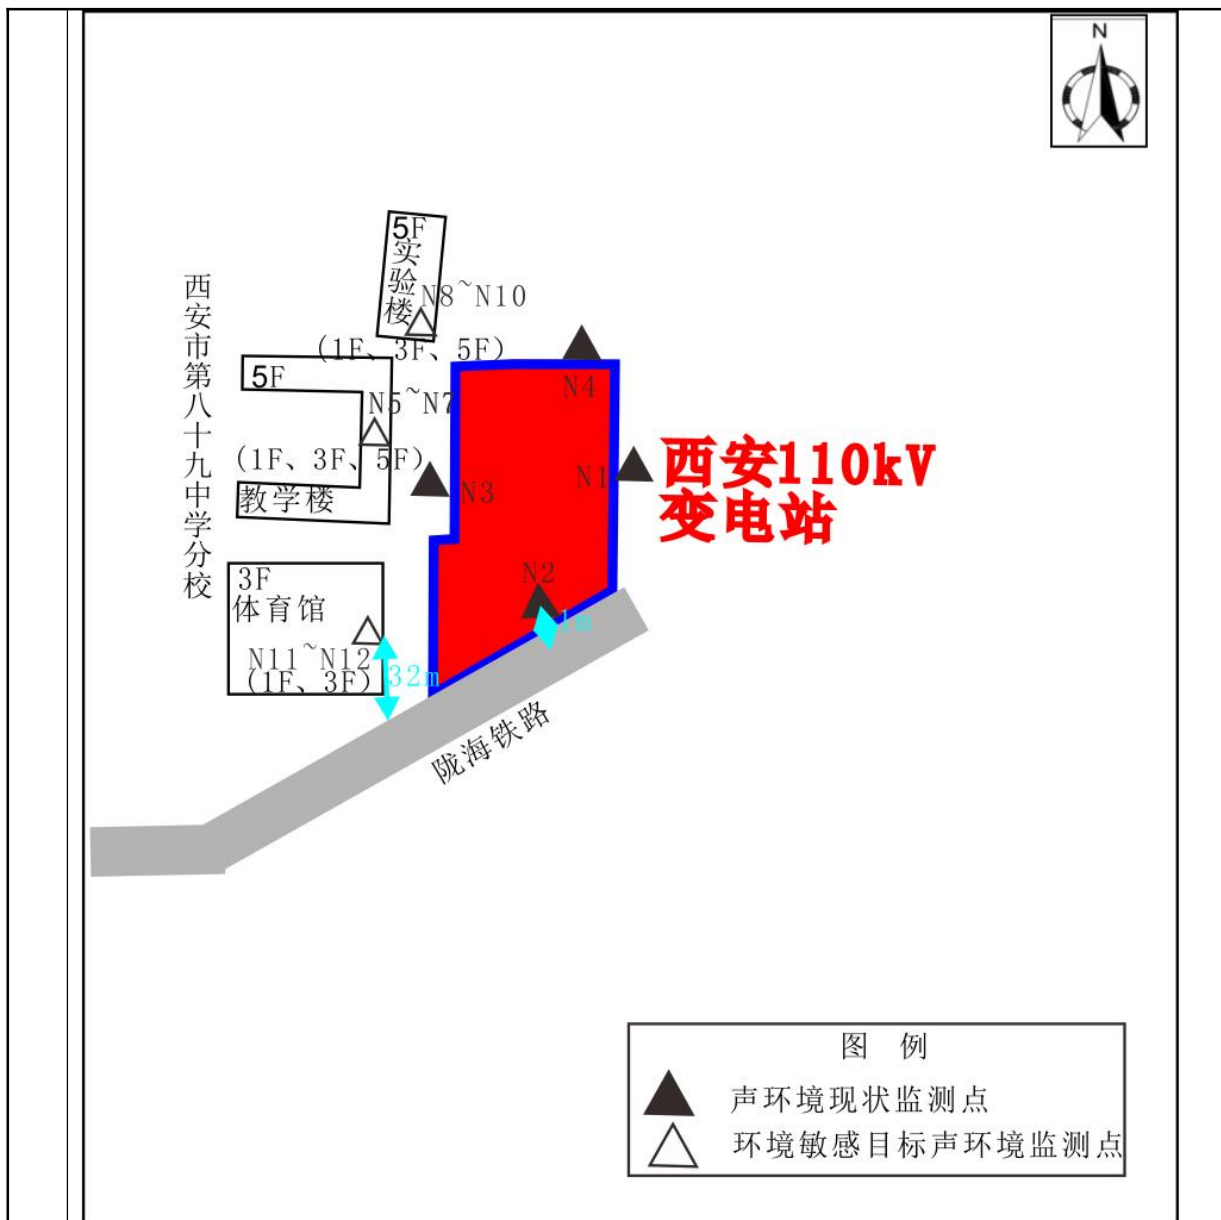 N
5F
实验楼
N8~N10
(1F、3F、5F)
西安市第八十九中学分校
5F
N5~N7
(1F、3F、5F)
教学楼
N4
N3
N1
西安110kV
变电站
N2
1m
3F
体育馆
N11~N12
(1F、3F)
32m
陇海铁路
图 例
声环境现状监测点
环境敏感目标声环境监测点